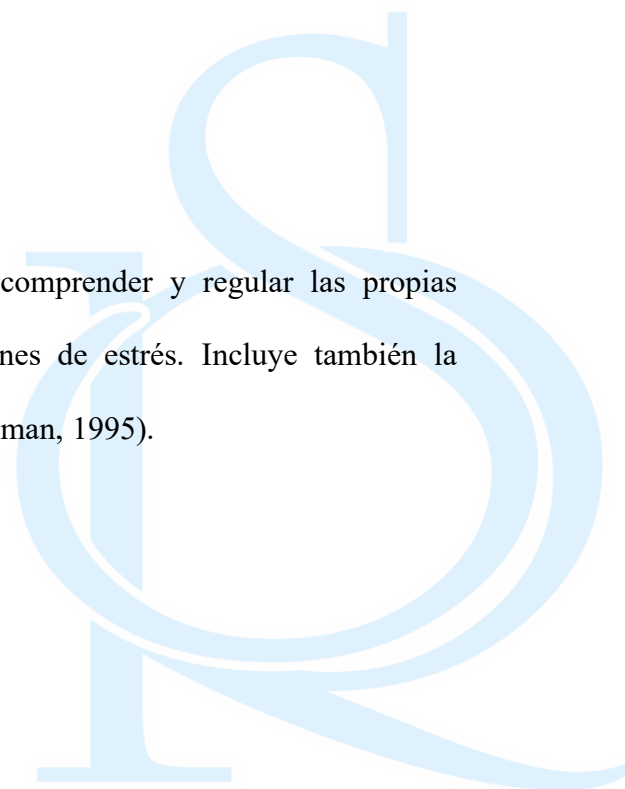 comprender y regular las propias
nes de estrés. Incluye también la
man, 1995).